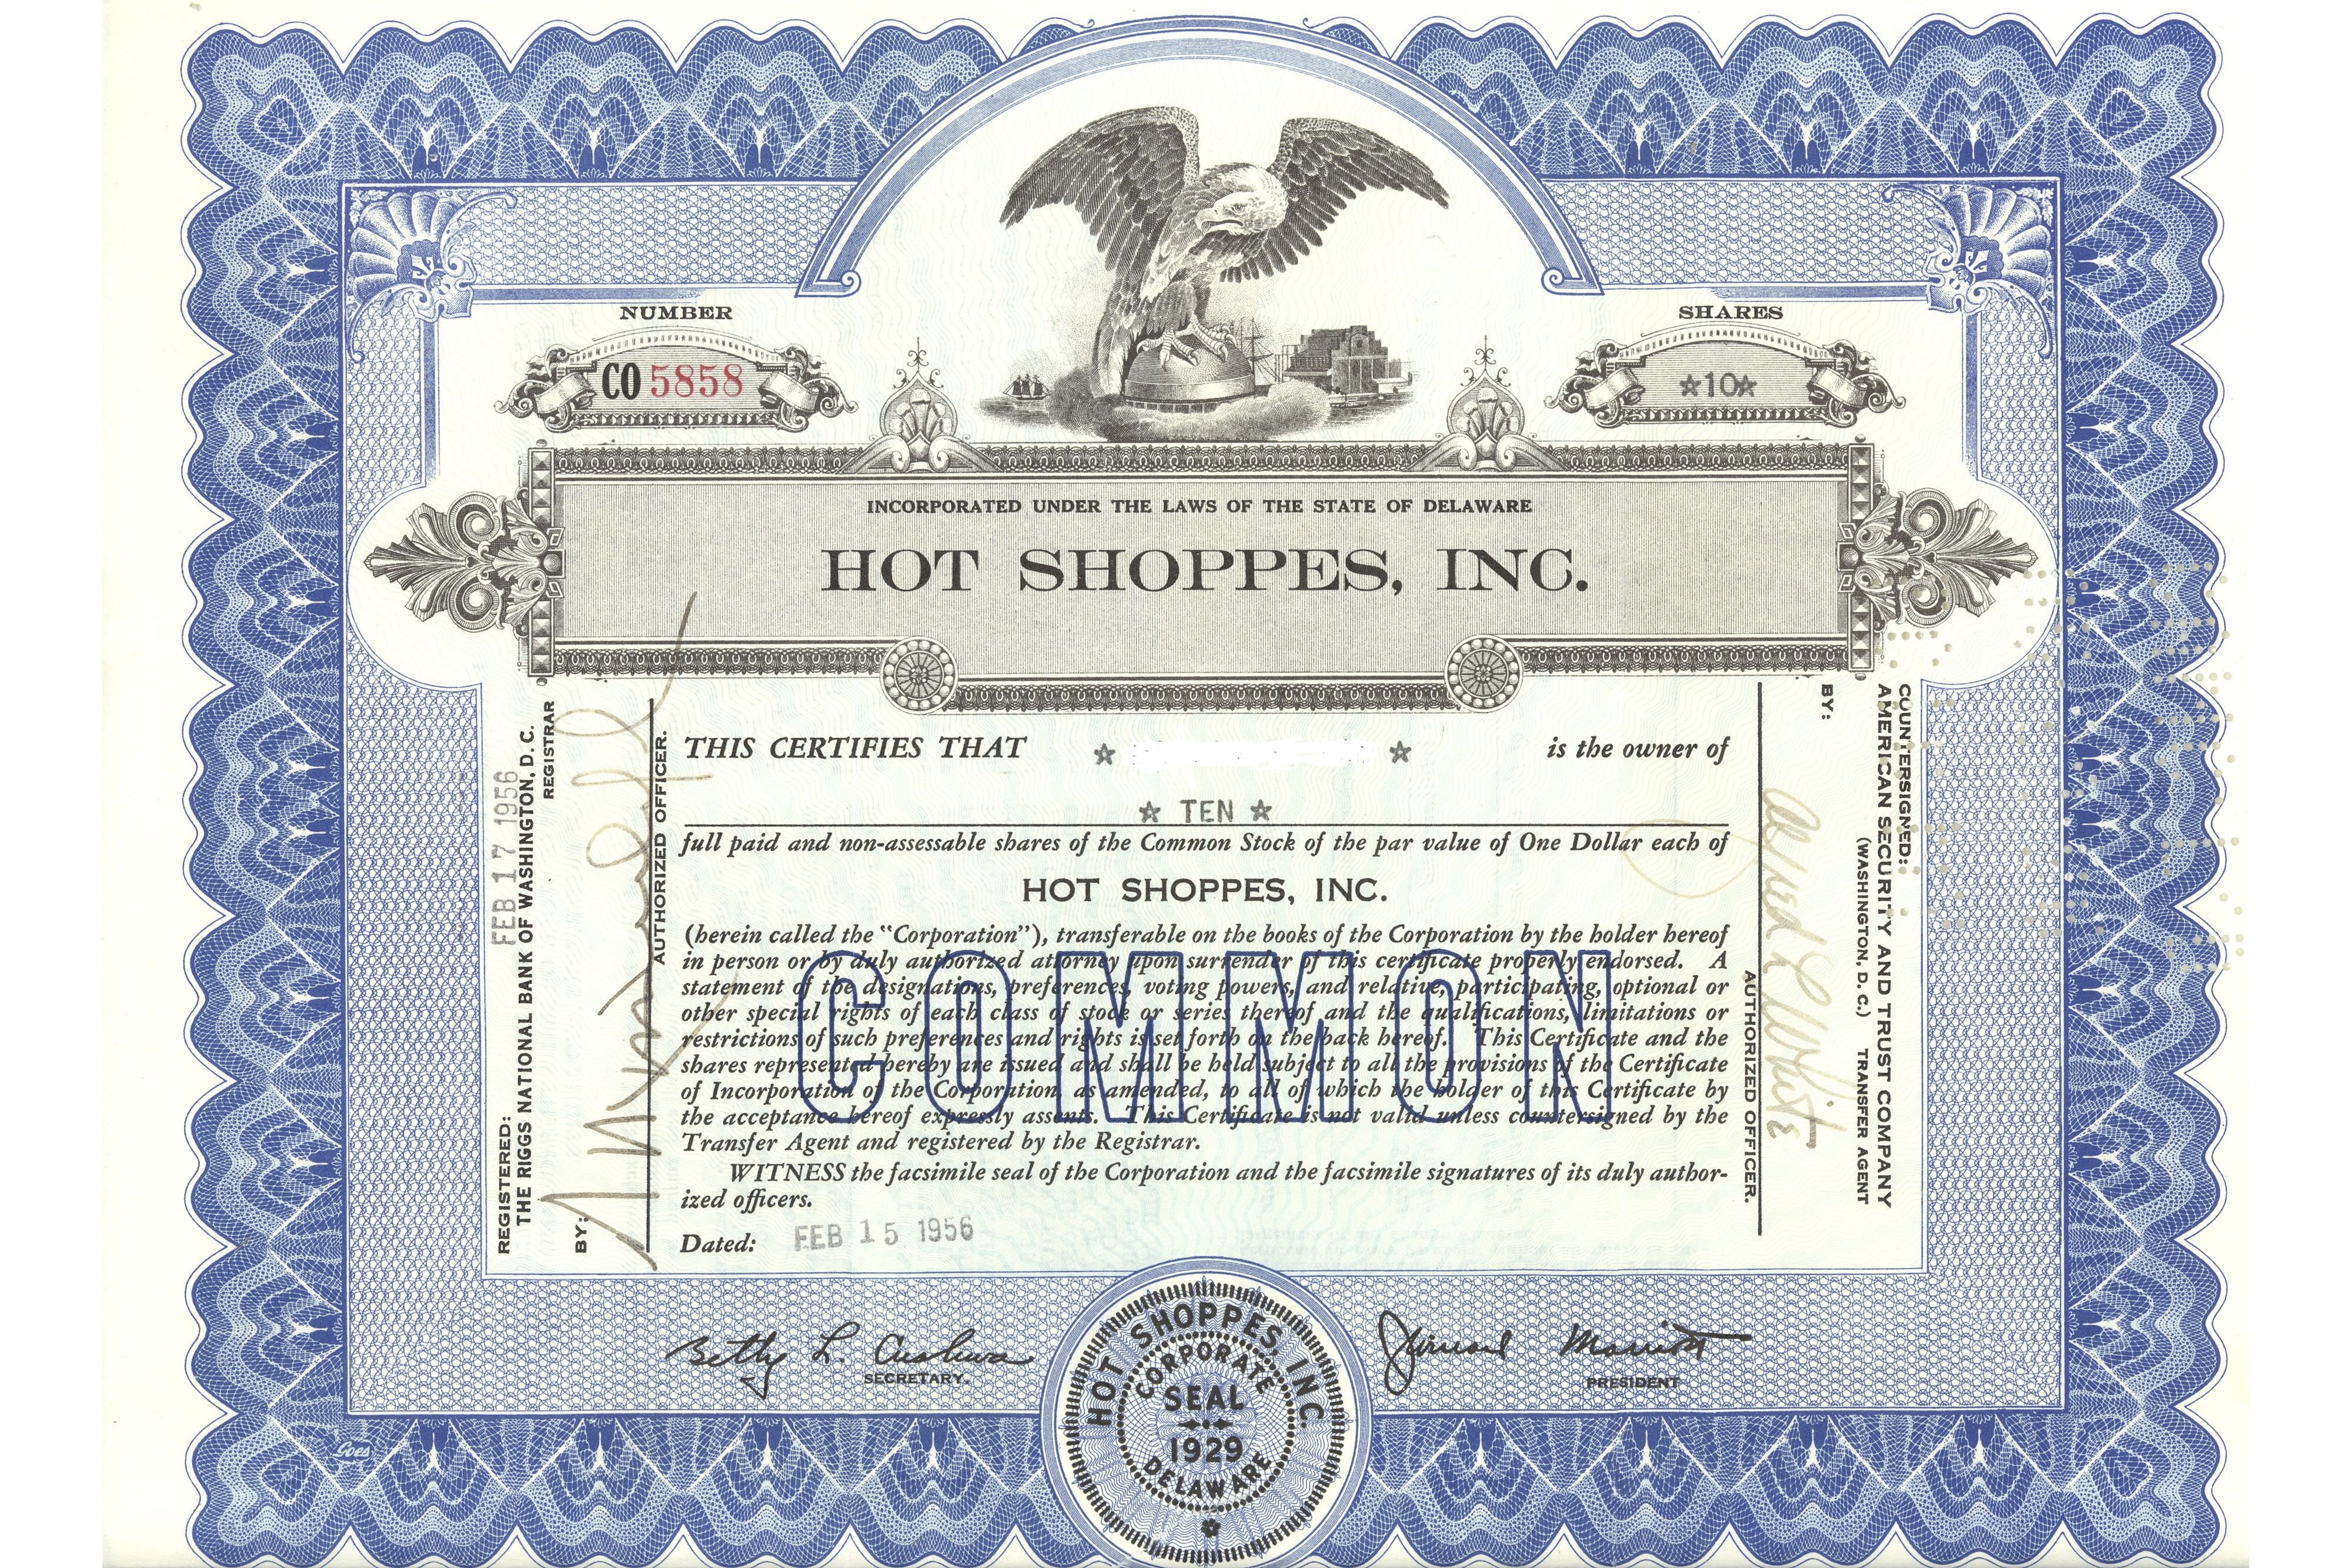 NUMBER
CO 5858
SHARES
☆10☆
INCORPORATED UNDER THE LAWS OF THE STATE OF DELAWARE
HOT SHOPPES, INC.
THIS CERTIFIES THAT ☆ ☆ is the owner of
☆ TEN ☆
full paid and non-assessable shares of the Common Stock of the par value of One Dollar each of
HOT SHOPPES, INC.
(herein called the "Corporation"), transferable on the books of the Corporation by the holder hereof
in person or by duly authorized attorney upon surrender of this certificate properly endorsed. A
statement of the designations, preferences, voting powers, and relative, participating, optional or
other special rights of each class of stock or series thereof and the qualifications, limitations or
restrictions of such preferences and rights is set forth on the back hereof. This Certificate and the
shares represented hereby are issued and shall be held subject to all the provisions of the Certificate
of Incorporation of the Corporation, as amended, to all of which the holder of this Certificate by
the acceptance hereof expressly assents. This Certificate is not valid unless countersigned by the
Transfer Agent and registered by the Registrar.
WITNESS the facsimile seal of the Corporation and the facsimile signatures of its duly author-
ized officers.
Dated: FEB 15 1956
COMMON
REGISTERED:
FEB 17 1956
THE RIGGS NATIONAL BANK OF WASHINGTON, D. C.
REGISTRAR
BY:
AUTHORIZED OFFICER.
COUNTERSIGNED:
AMERICAN SECURITY AND TRUST COMPANY
(WASHINGTON, D. C.) TRANSFER AGENT
BY:
AUTHORIZED OFFICER.
Betty L. Cushwa
SECRETARY.
HOT SHOPPES, INC.
CORPORATE
SEAL
1929
DELAWARE
J. Willard Marriott
PRESIDENT
Goes